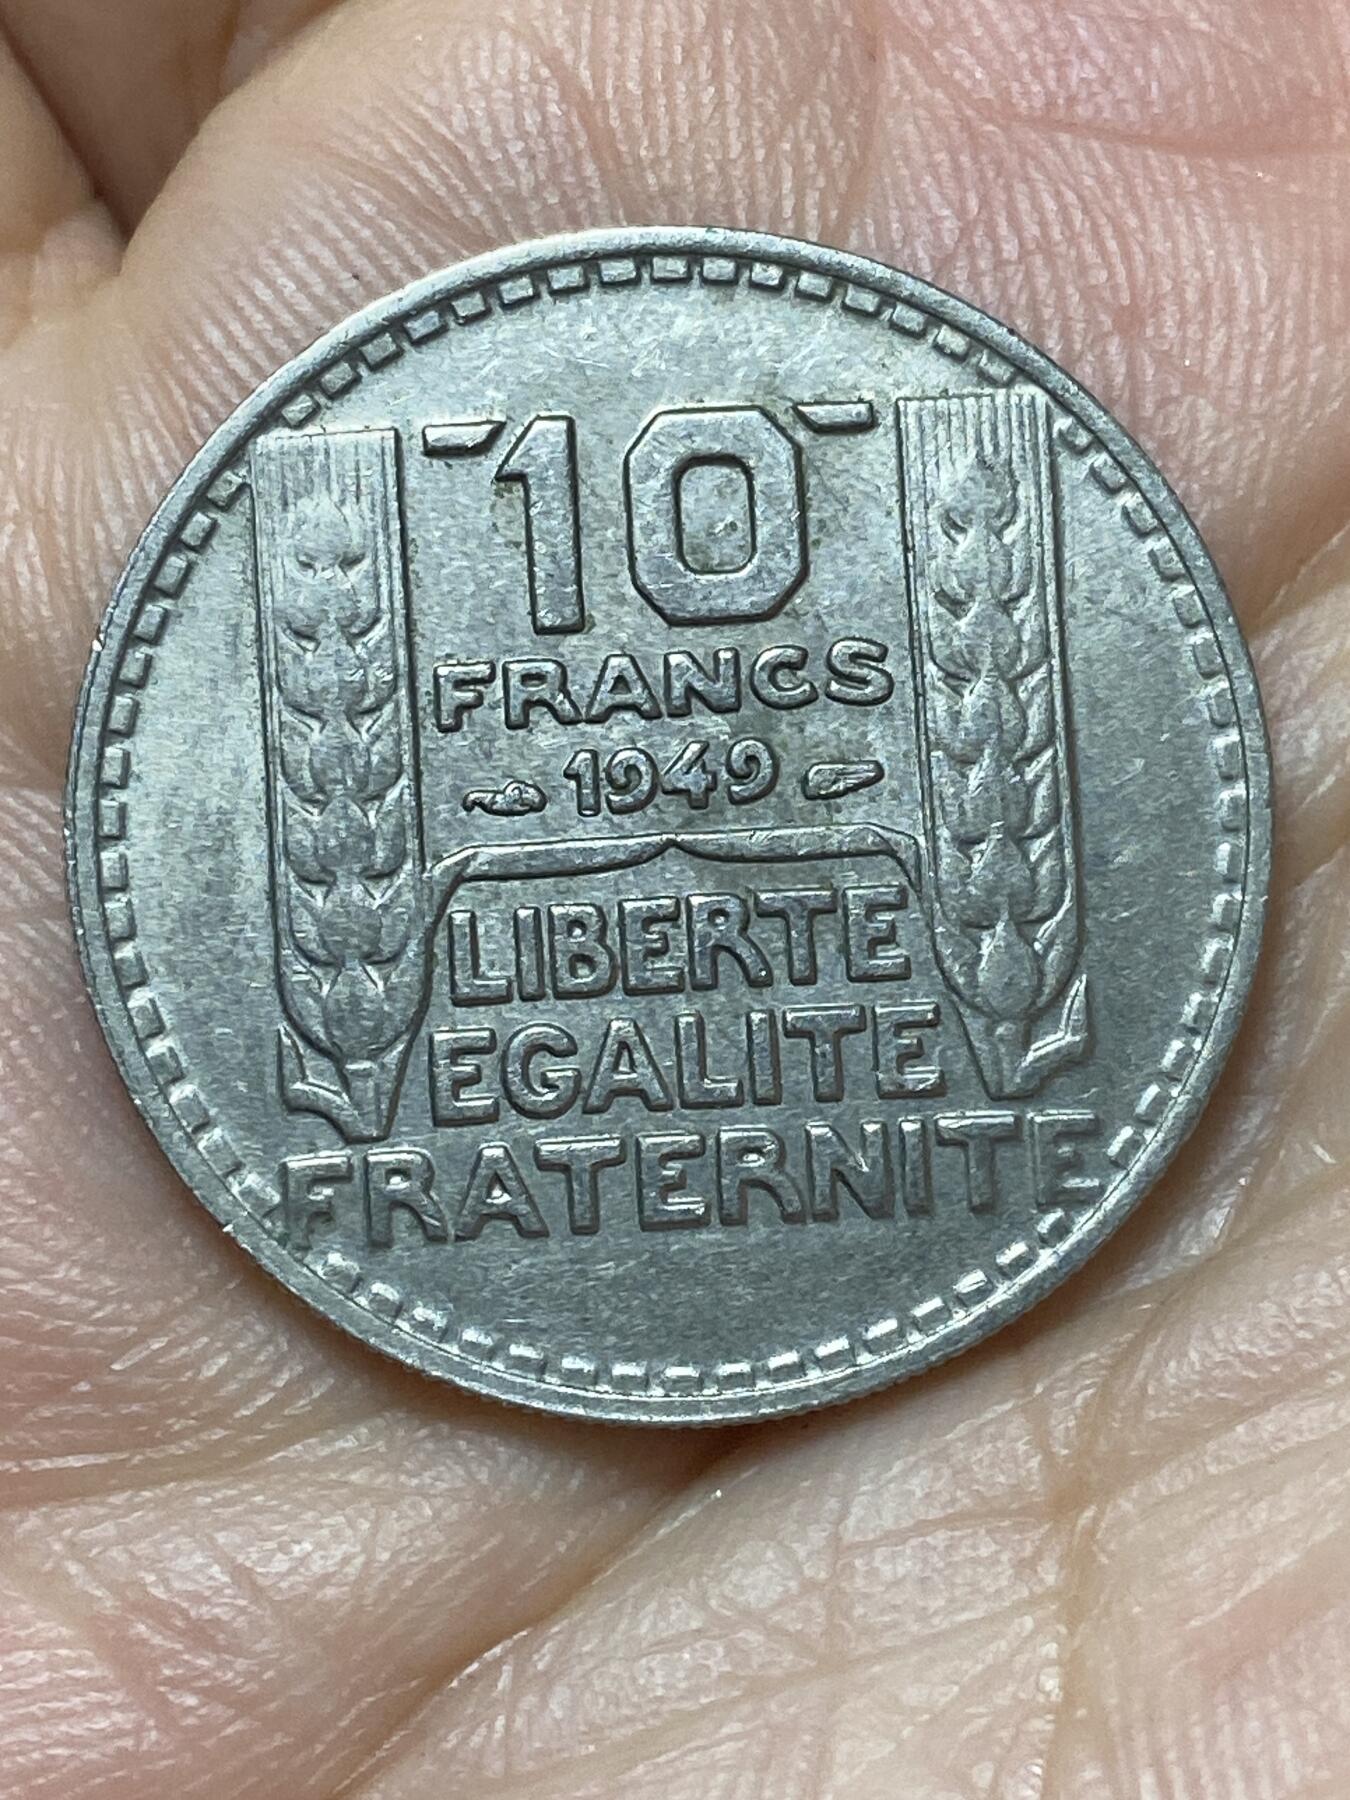 10
FRANCS
1949
LIBERTE
EGALITE
FRATERNITE